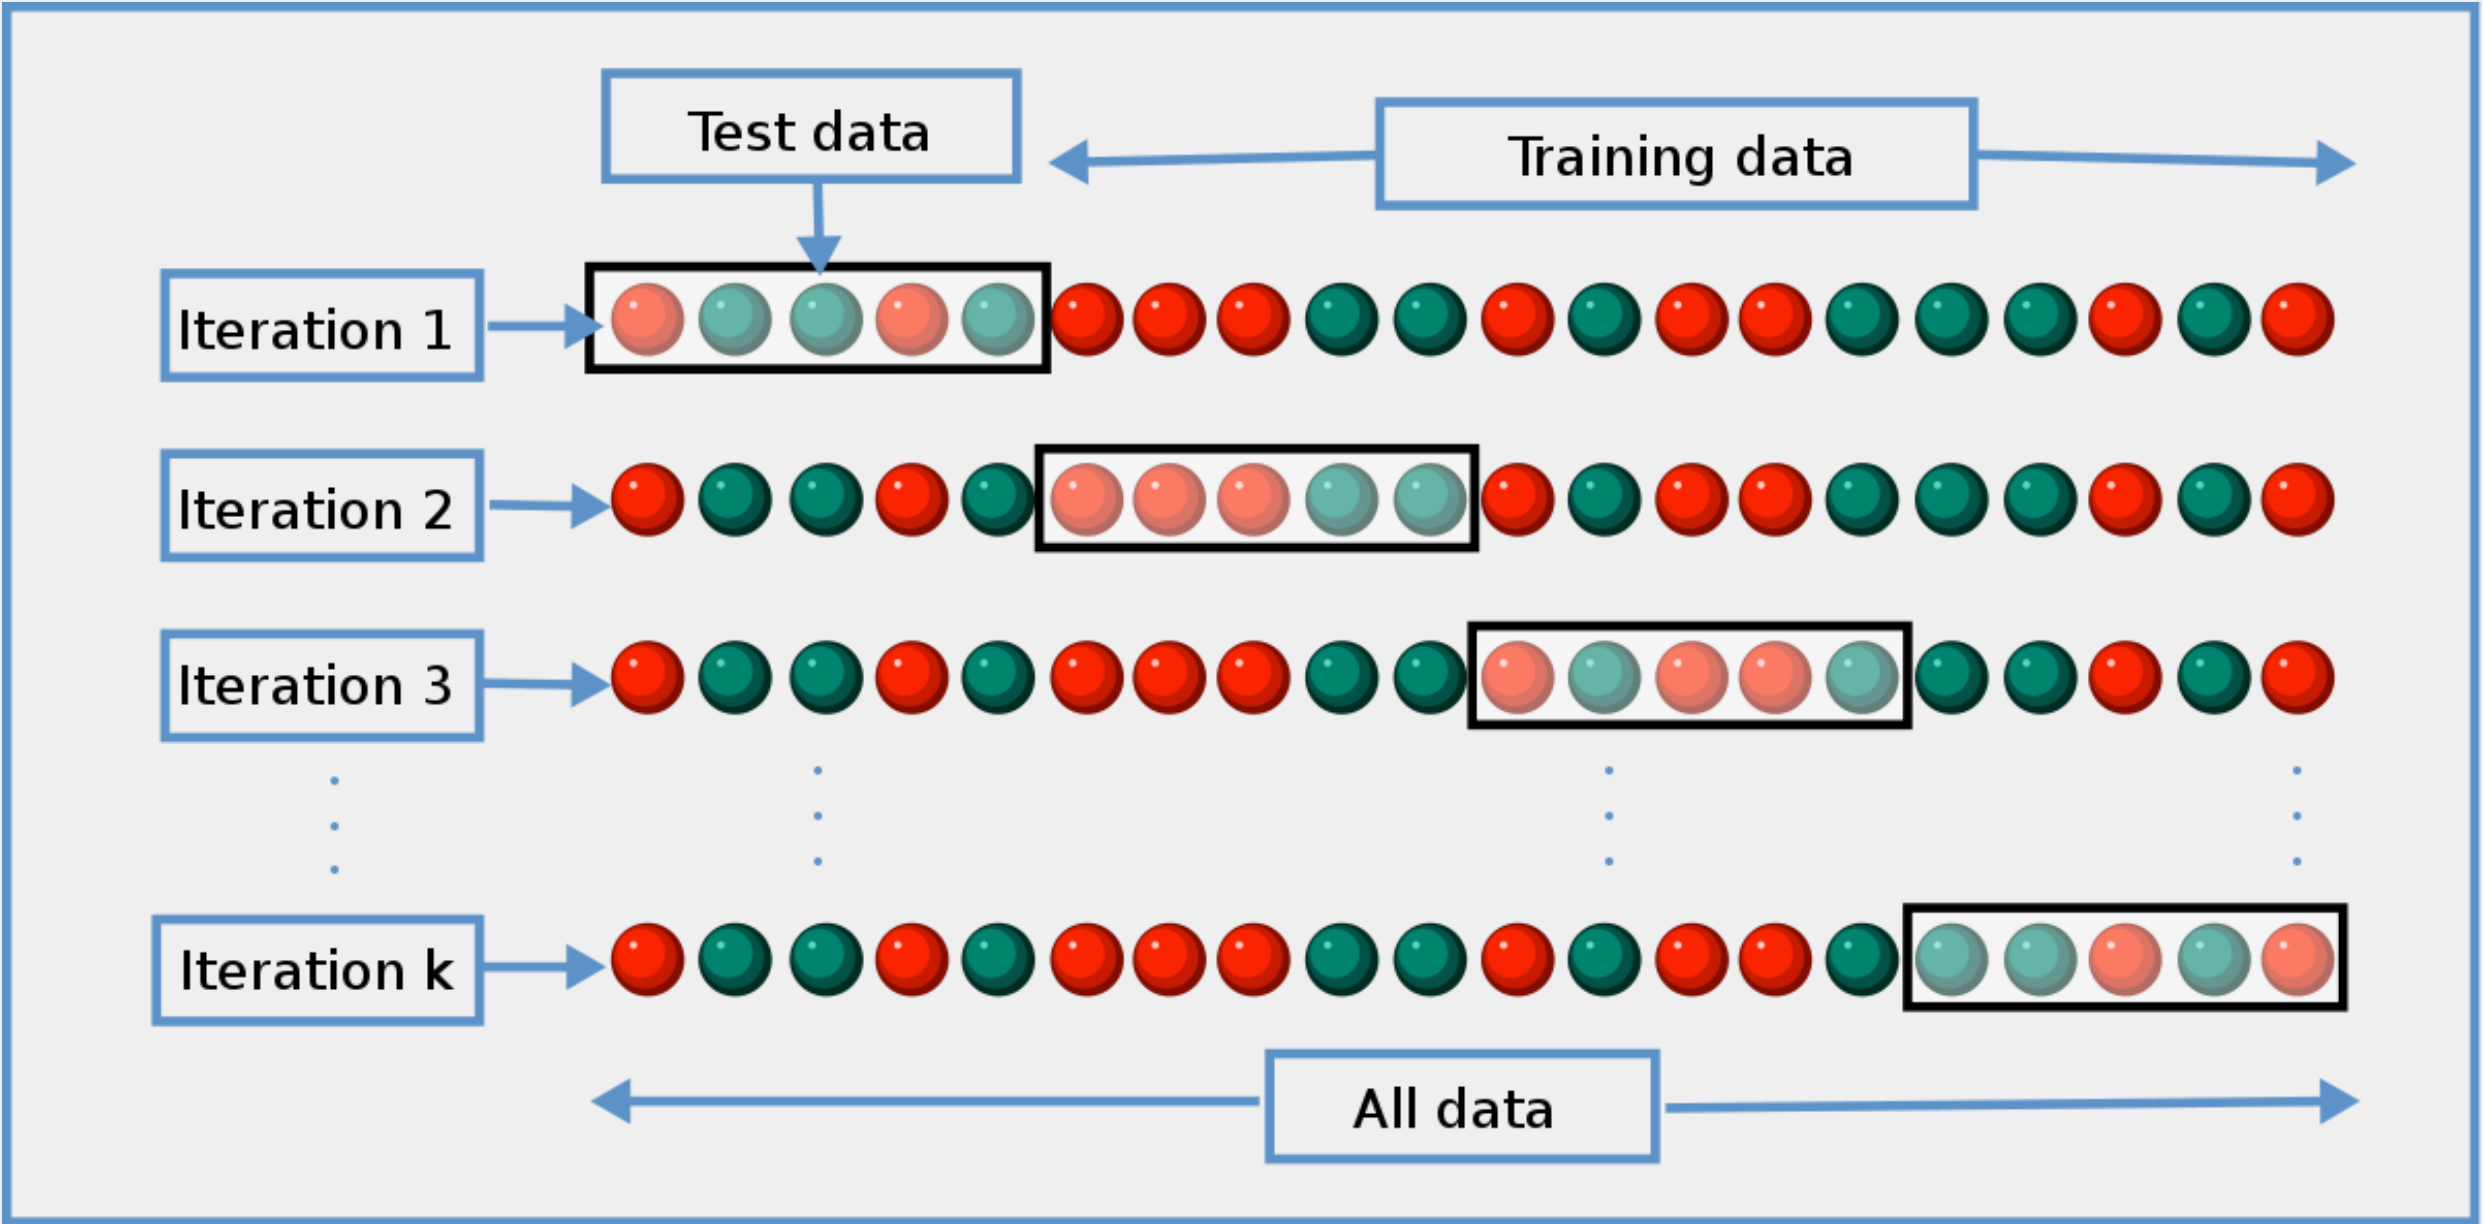 Test data
Training data
Iteration 1
Iteration 2
Iteration 3
Iteration k
All data